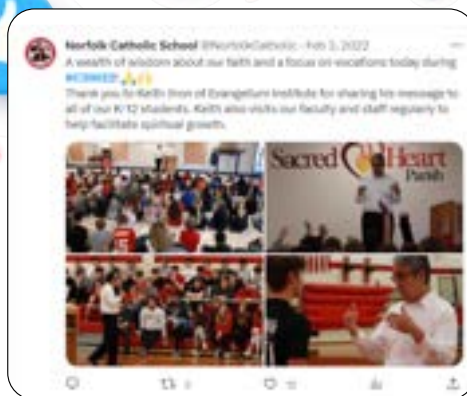 Norfolk Catholic School @NorfolkCatholic · Feb 3, 2022
A wealth of wisdom about our faith and a focus on vocations today during
Thank you to Keith of Evangelium Institute for sharing his message to
all of our K-12 students. Keith also visits our faculty and staff regularly to
help facilitate spiritual growth.
Sacred Heart
Parish